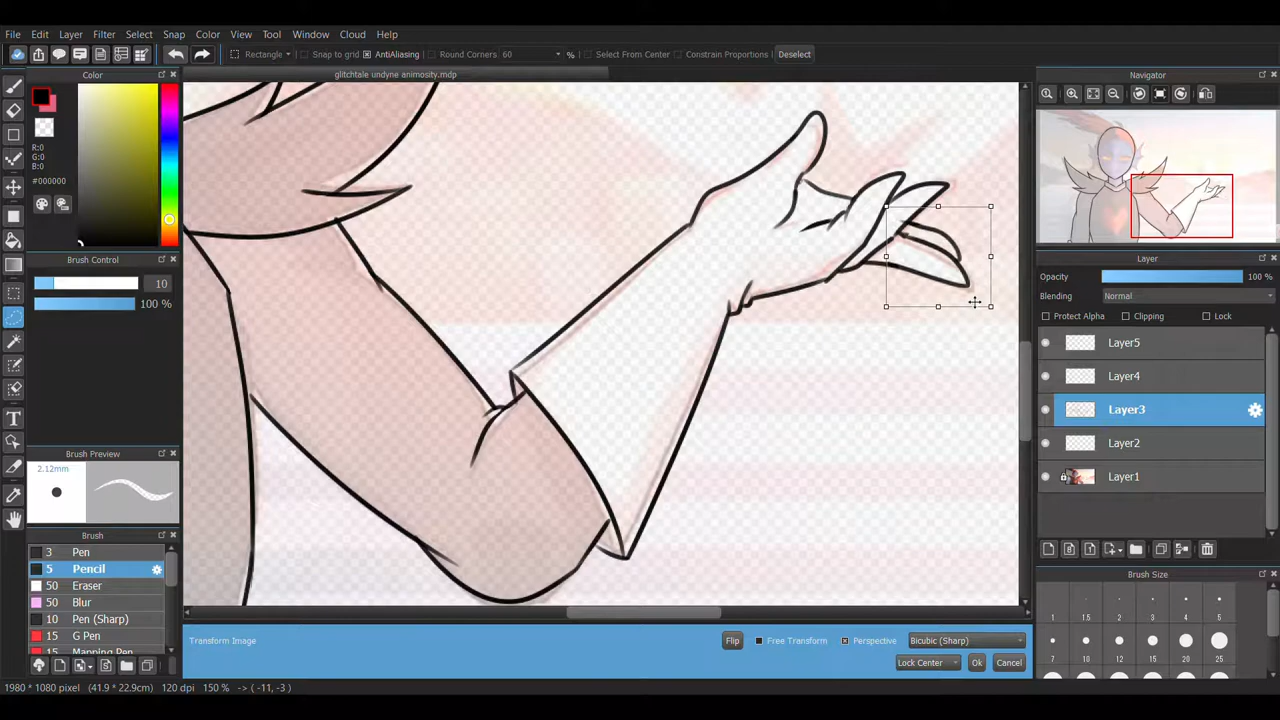 File Edit Layer Filter Select Snap Color View Tool Window Cloud Help
Rectangle Snap to grid AntiAliasing Round Corners 60 % Select From Center Constrain Proportions Deselect
Color
glitchtale undyne animosity.mdp
Navigator
R:0
G:0
B:0
#000000
Brush Control
10
100 %
Brush Preview
2.12mm
Brush
3 Pen
5 Pencil
50 Eraser
50 Blur
10 Pen (Sharp)
15 G Pen
15 Mapping Pen
Layer
Opacity 100 %
Blending Normal
Protect Alpha Clipping Lock
Layer5
Layer4
Layer3
Layer2
Layer1
Brush Size
1 1.5 2 3 4 5
7 10 12 15 20 25
Transform Image Flip Free Transform Perspective Bicubic (Sharp)
Lock Center Ok Cancel
1980 * 1080 pixel (41.9 * 22.9cm) 120 dpi 150 % -> ( -11, -3 )